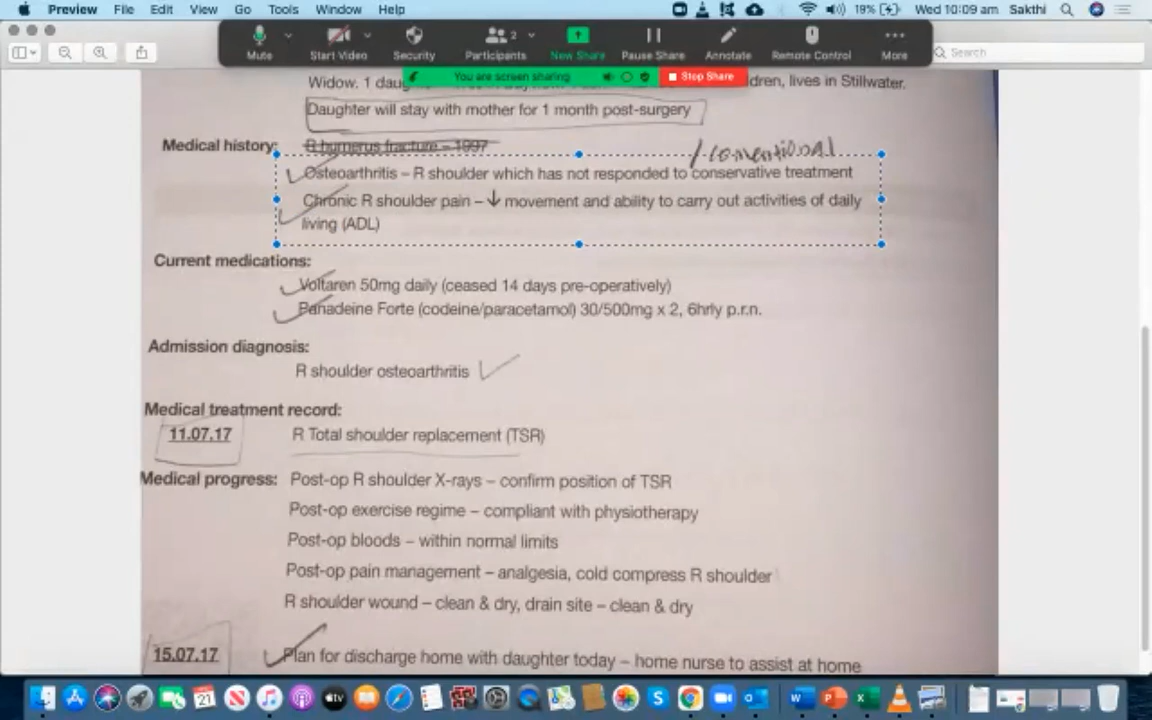 Preview File Edit View Go Tools Window Help 19% Wed 10:09 am Sakthi
Mute Start Video Security Participants 2 New Share Pause Share Annotate Remote Control More
Search
You are screen sharing Stop Share
Widow. 1 dren, lives in Stillwater.
Daughter will stay with mother for 1 month post-surgery
Medical history: R humerus fracture – 1997
/ conventional
Osteoarthritis – R shoulder which has not responded to conservative treatment
Chronic R shoulder pain – ↓ movement and ability to carry out activities of daily
living (ADL)
Current medications:
Voltaren 50mg daily (ceased 14 days pre-operatively)
Panadeine Forte (codeine/paracetamol) 30/500mg x 2, 6hrly p.r.n.
Admission diagnosis:
R shoulder osteoarthritis
Medical treatment record:
11.07.17 R Total shoulder replacement (TSR)
Medical progress: Post-op R shoulder X-rays – confirm position of TSR
Post-op exercise regime – compliant with physiotherapy
Post-op bloods – within normal limits
Post-op pain management – analgesia, cold compress R shoulder
R shoulder wound – clean & dry, drain site – clean & dry
15.07.17 Plan for discharge home with daughter today – home nurse to assist at home